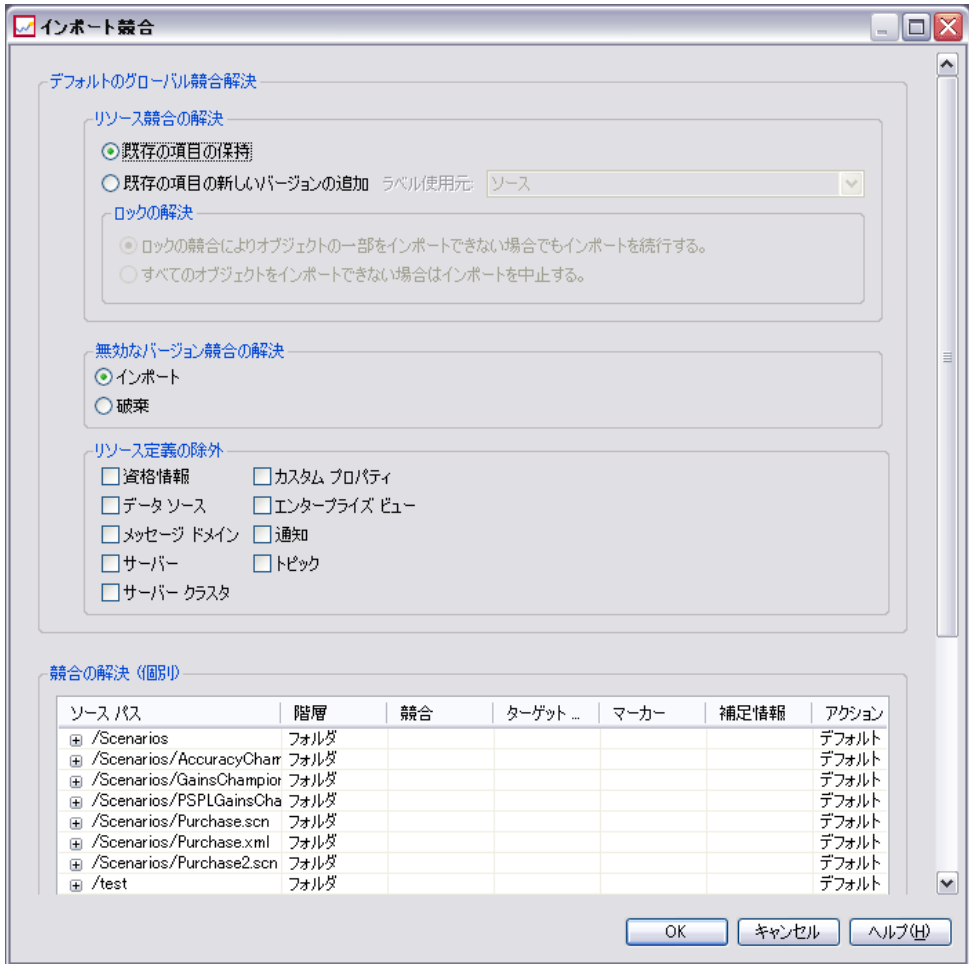 インポート競合
デフォルトのグローバル競合解決
リソース競合の解決
既存の項目の保持
既存の項目の新しいバージョンの追加 ラベル使用元: ソース
ロックの解決
ロックの競合によりオブジェクトの一部をインポートできない場合でもインポートを続行する。
すべてのオブジェクトをインポートできない場合はインポートを中止する。
無効なバージョン競合の解決
インポート
破棄
リソース定義の除外
資格情報 カスタム プロパティ
データ ソース エンタープライズ ビュー
メッセージ ドメイン 通知
サーバー トピック
サーバー クラスタ
競合の解決 (個別)
ソース パス 階層 競合 ターゲット ... マーカー 補足情報 アクション
/Scenarios フォルダ デフォルト
/Scenarios/AccuracyCham フォルダ デフォルト
/Scenarios/GainsChampion フォルダ デフォルト
/Scenarios/PSPLGainsCha フォルダ デフォルト
/Scenarios/Purchase.scn フォルダ デフォルト
/Scenarios/Purchase.xml フォルダ デフォルト
/Scenarios/Purchase2.scn フォルダ デフォルト
/test フォルダ デフォルト
OK キャンセル ヘルプ(H)